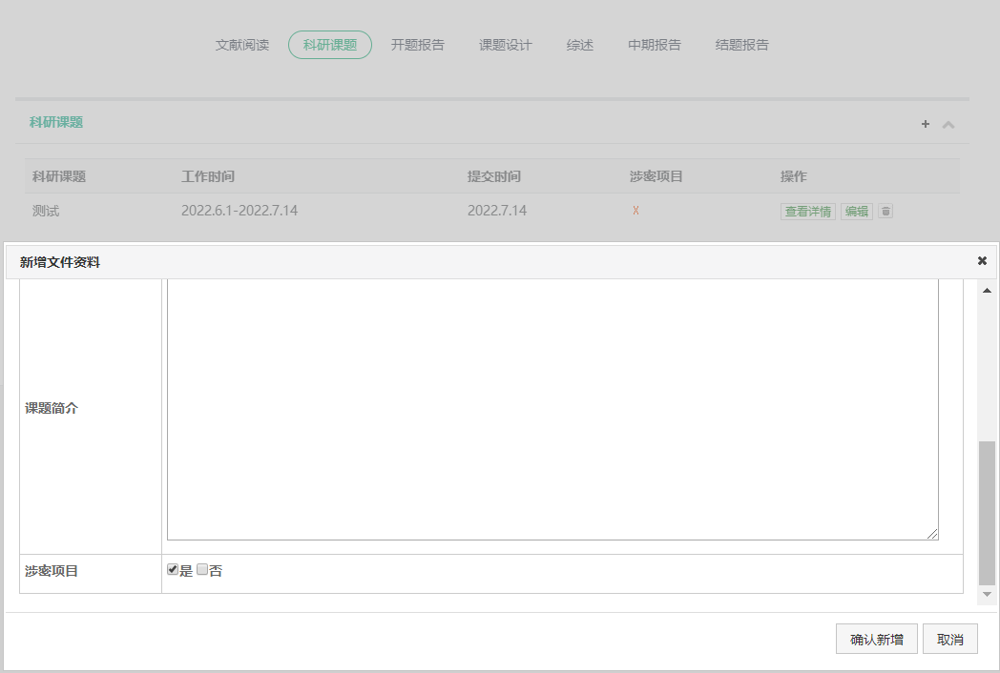 文献阅读 科研课题 开题报告 课题设计 综述 中期报告 结题报告
科研课题
科研课题 工作时间 提交时间 涉密项目 操作
测试 2022.6.1-2022.7.14 2022.7.14 X 查看详情 编辑
新增文件资料
课题简介
涉密项目 是 否
确认新增 取消